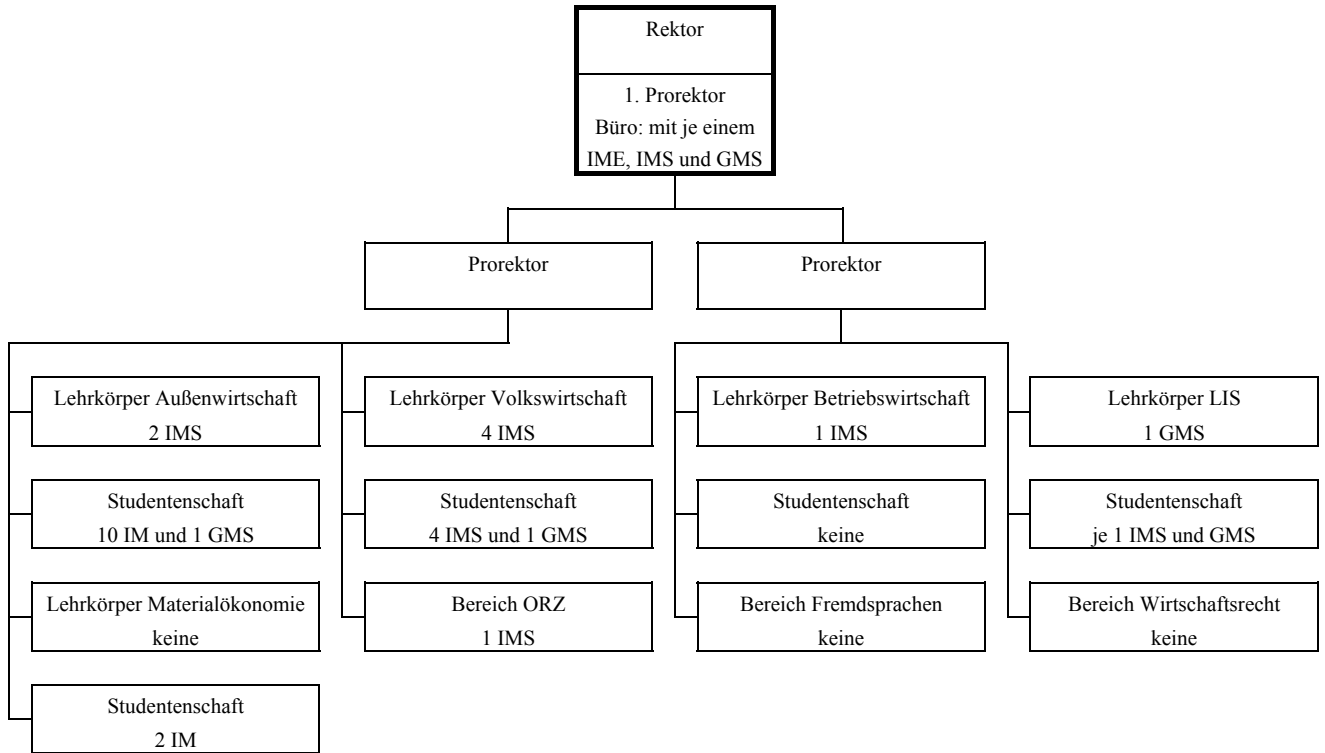 Rektor
1. Prorektor
Büro: mit je einem
IME, IMS und GMS
Prorektor
Prorektor
Lehrkörper Außenwirtschaft
2 IMS
Lehrkörper Volkswirtschaft
4 IMS
Lehrkörper Betriebswirtschaft
1 IMS
Lehrkörper LIS
1 GMS
Studentenschaft
10 IM und 1 GMS
Studentenschaft
4 IMS und 1 GMS
Studentenschaft
keine
Studentenschaft
je 1 IMS und GMS
Lehrkörper Materialökonomie
keine
Bereich ORZ
1 IMS
Bereich Fremdsprachen
keine
Bereich Wirtschaftsrecht
keine
Studentenschaft
2 IM